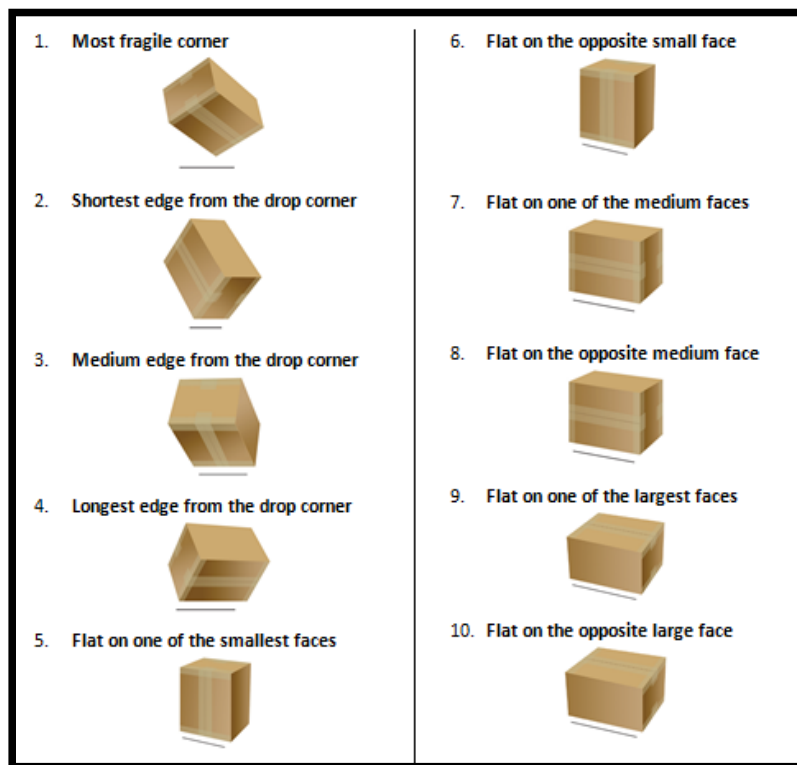 1. Most fragile corner
2. Shortest edge from the drop corner
3. Medium edge from the drop corner
4. Longest edge from the drop corner
5. Flat on one of the smallest faces
6. Flat on the opposite small face
7. Flat on one of the medium faces
8. Flat on the opposite medium face
9. Flat on one of the largest faces
10. Flat on the opposite large face